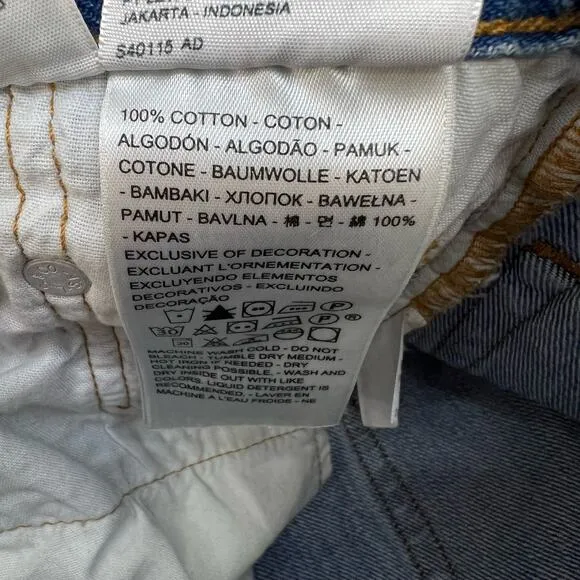 JAKARTA - INDONESIA
S40115 AD
100% COTTON - COTON -
ALGODÓN - ALGODÃO - PAMUK -
COTONE - BAUMWOLLE - KATOEN
- BAMBAKI - ХЛОПОК - BAWEŁNA -
PAMUT - BAVLNA - 棉 - 면 - 綿 100%
- KAPAS
EXCLUSIVE OF DECORATION -
EXCLUANT L'ORNEMENTATION -
EXCLUYENDO ELEMENTOS
DECORATIVOS - EXCLUINDO
DECORAÇÃO
P
30 P ®
MACHINE WASH COLD - DO NOT
BLEACH - TUMBLE DRY MEDIUM -
HOT IRON IF NEEDED - DRY
CLEANING POSSIBLE. - WASH AND
DRY INSIDE OUT WITH LIKE
COLORS. LIQUID DETERGENT IS
RECOMMENDED. - LAVER EN
MACHINE A L'EAU FROIDE - NE